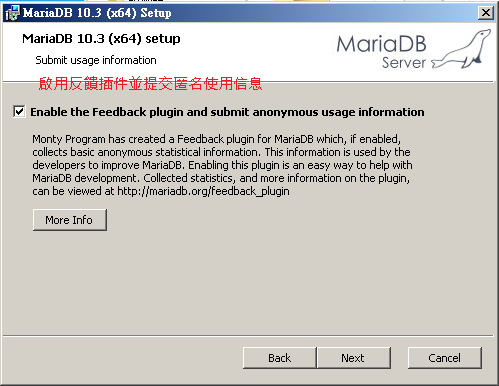 MariaDB 10.3 (x64) Setup
MariaDB 10.3 (x64) setup
Submit usage information
MariaDB
Server
啟用反饋插件並提交匿名使用信息
Enable the Feedback plugin and submit anonymous usage information
Monty Program has created a Feedback plugin for MariaDB which, if enabled,
collects basic anonymous statistical information. This information is used by the
developers to improve MariaDB. Enabling this plugin is an easy way to help with
MariaDB development. Collected statistics, and more information on the plugin,
can be viewed at http://mariadb.org/feedback_plugin
More Info
Back Next Cancel